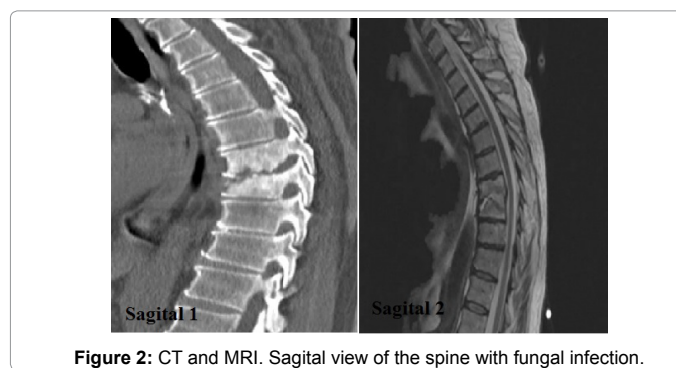 Sagital 1
Sagital 2
Figure 2: CT and MRI. Sagital view of the spine with fungal infection.